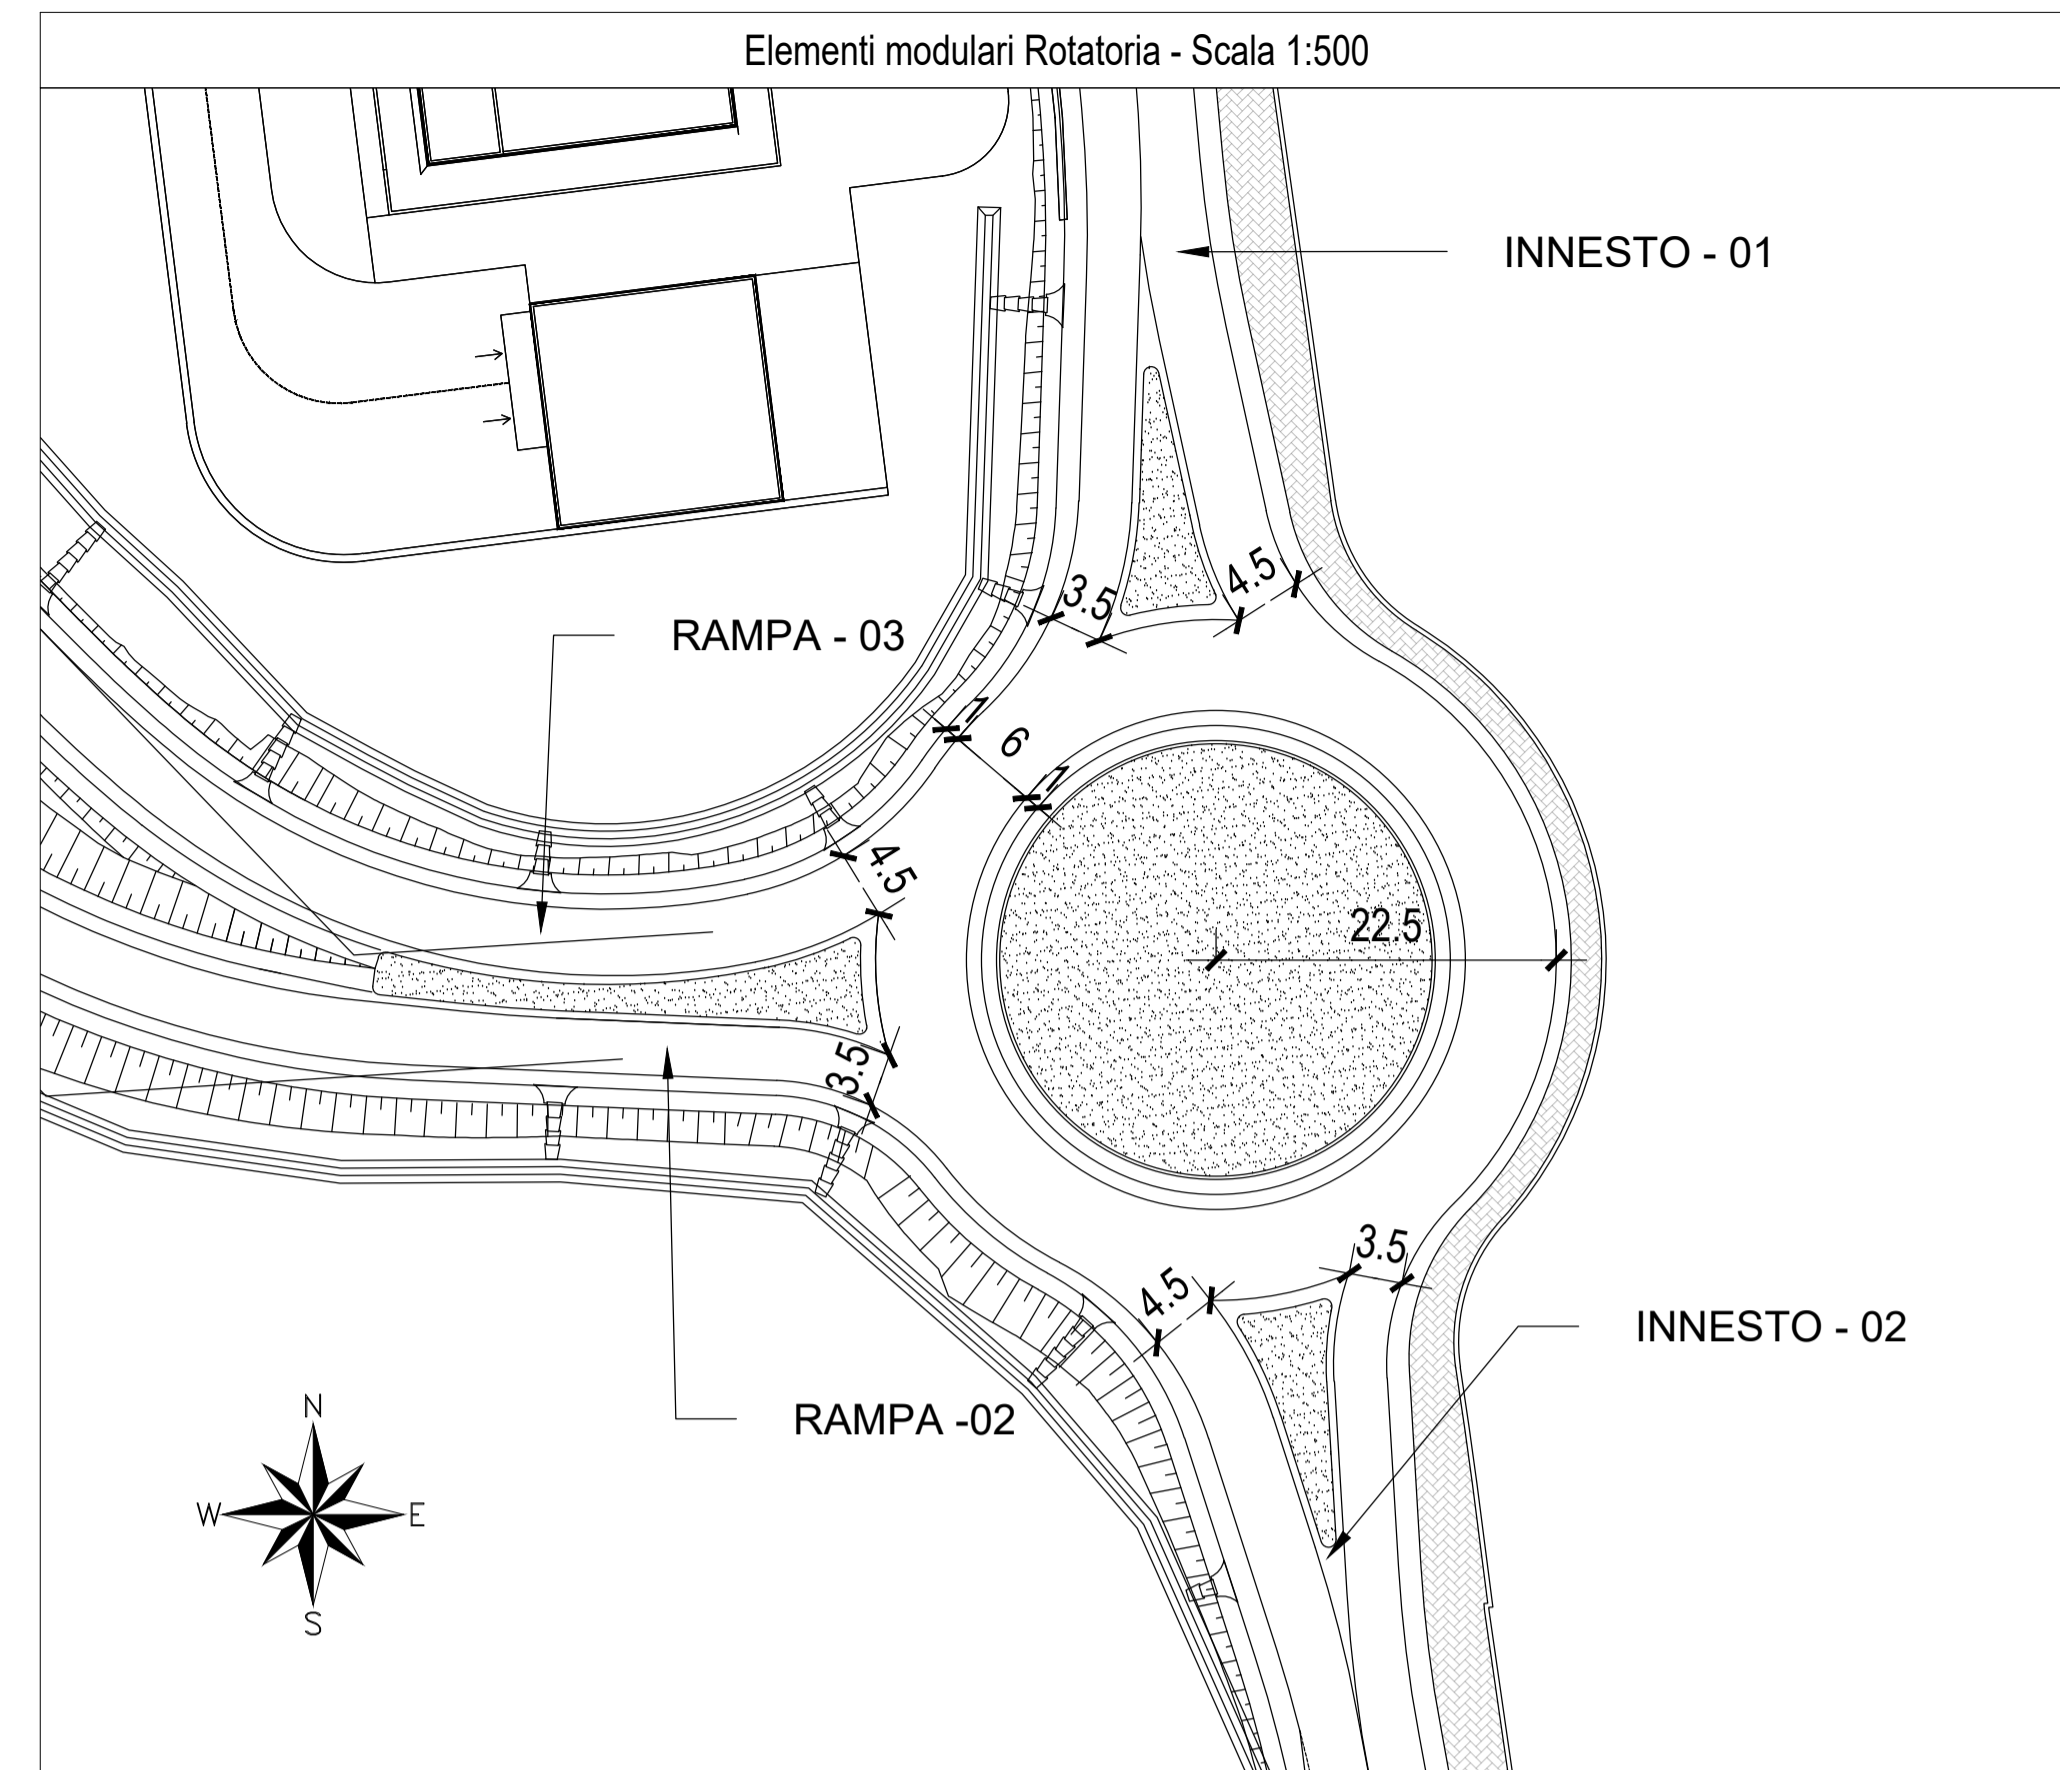 Elementi modulari Rotatoria - Scala 1:500
INNESTO - 01
4.5
3.5
RAMPA - 03
1
6
1
4.5
22.5
3.5
3.5
4.5
INNESTO - 02
RAMPA -02
N
W
E
S